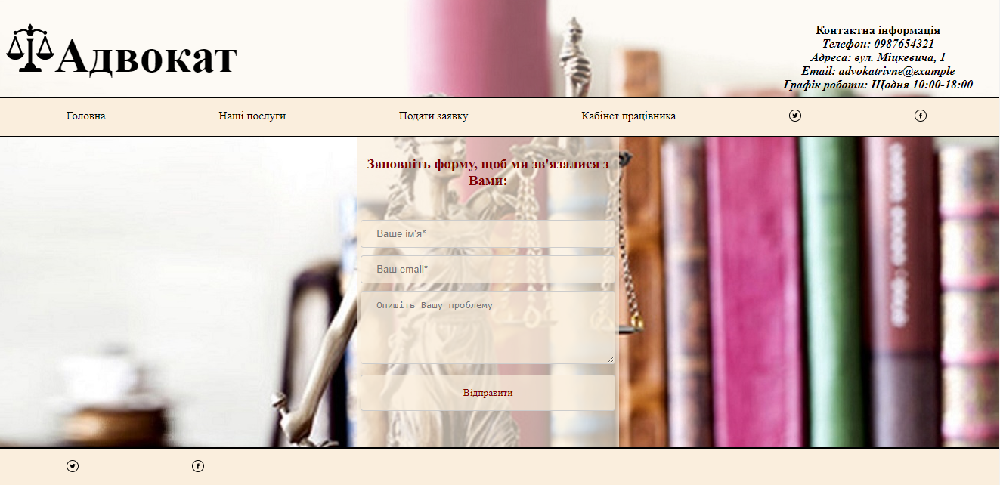 Адвокат
Контактна інформація
Телефон: 0987654321
Адреса: вул. Міцкевича, 1
Email: advokatrivne@example
Графік роботи: Щодня 10:00-18:00
Головна
Наші послуги
Подати заявку
Кабінет працівника
Заповніть форму, щоб ми зв'язалися з
Вами:
Ваше ім'я*
Ваш email*
Опишіть Вашу проблему
Відправити